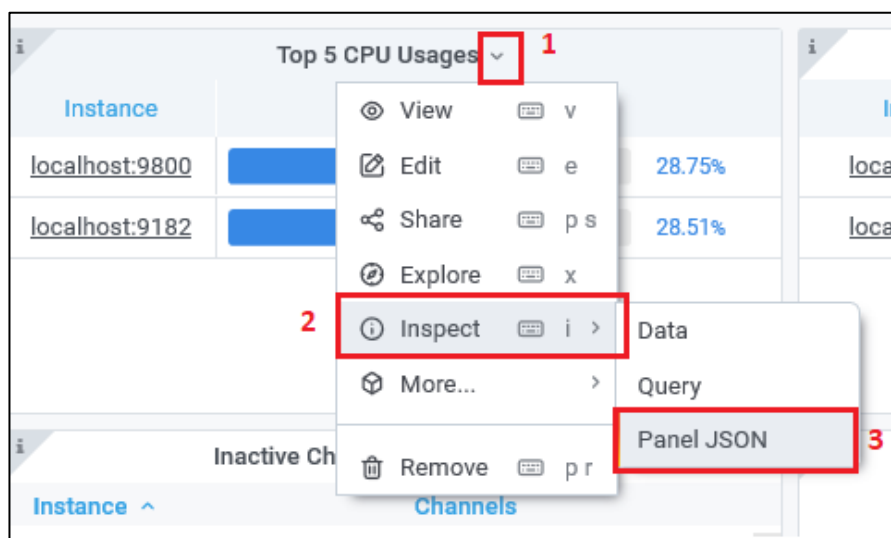 i
Top 5 CPU Usages
1
i
Instance
localhost:9800
28.75%
localhost:9182
28.51%
View v
Edit e
Share p s
Explore x
2
Inspect i
More...
Remove p r
Data
Query
Panel JSON
3
loca
loca
i
Inactive Ch
Instance
Channels